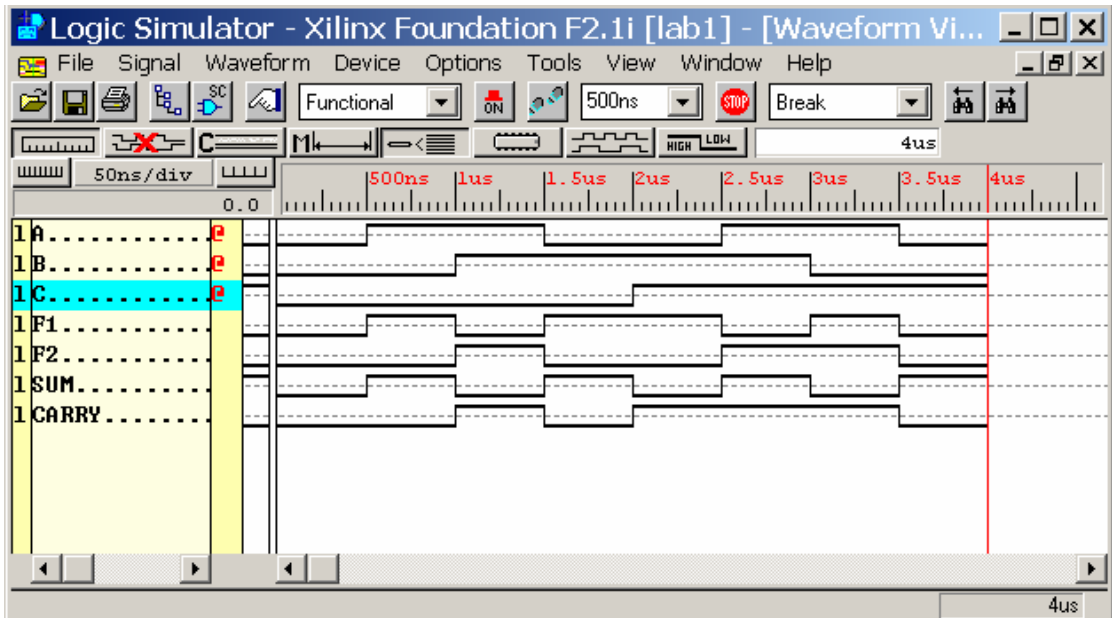 Logic Simulator - Xilinx Foundation F2.1i [lab1] - [Waveform Vi...
File Signal Waveform Device Options Tools View Window Help
SC Functional ON 500ns STOP Break
C M HIGH LOW 4us
50ns/div 500ns 1us 1.5us 2us 2.5us 3us 3.5us 4us
0.0
1 A............@
1 B............@
1 C............@
1 F1...........
1 F2...........
1 SUM..........
1 CARRY........
4us